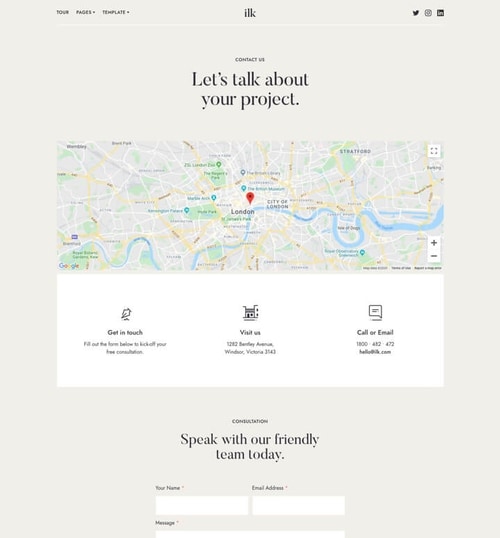 TOUR PAGES TEMPLATE ilk
CONTACT US
Let's talk about
your project.
Wembley
Brent Park
STRATFORD
ZSL London Zoo
The British Library
The Regent's
Park
Barking
The British Museum
Marble Arch
CITY OF
LONDON
Kensington Palace
Hyde Park
London
St James's Park
Isle of Dogs
Brentford
Royal Botanic
Gardens, Kew
Royal Observatory
Greenwich
Google
Terms of Use Report a map error
Get in touch
Fill out the form below to kick-off your
free consultation.
Visit us
1282 Bentley Avenue,
Windsor, Victoria 3143
Call or Email
1800 · 482 · 472
hello@ilk.com
CONSULTATION
Speak with our friendly
team today.
Your Name *
Email Address *
Message *